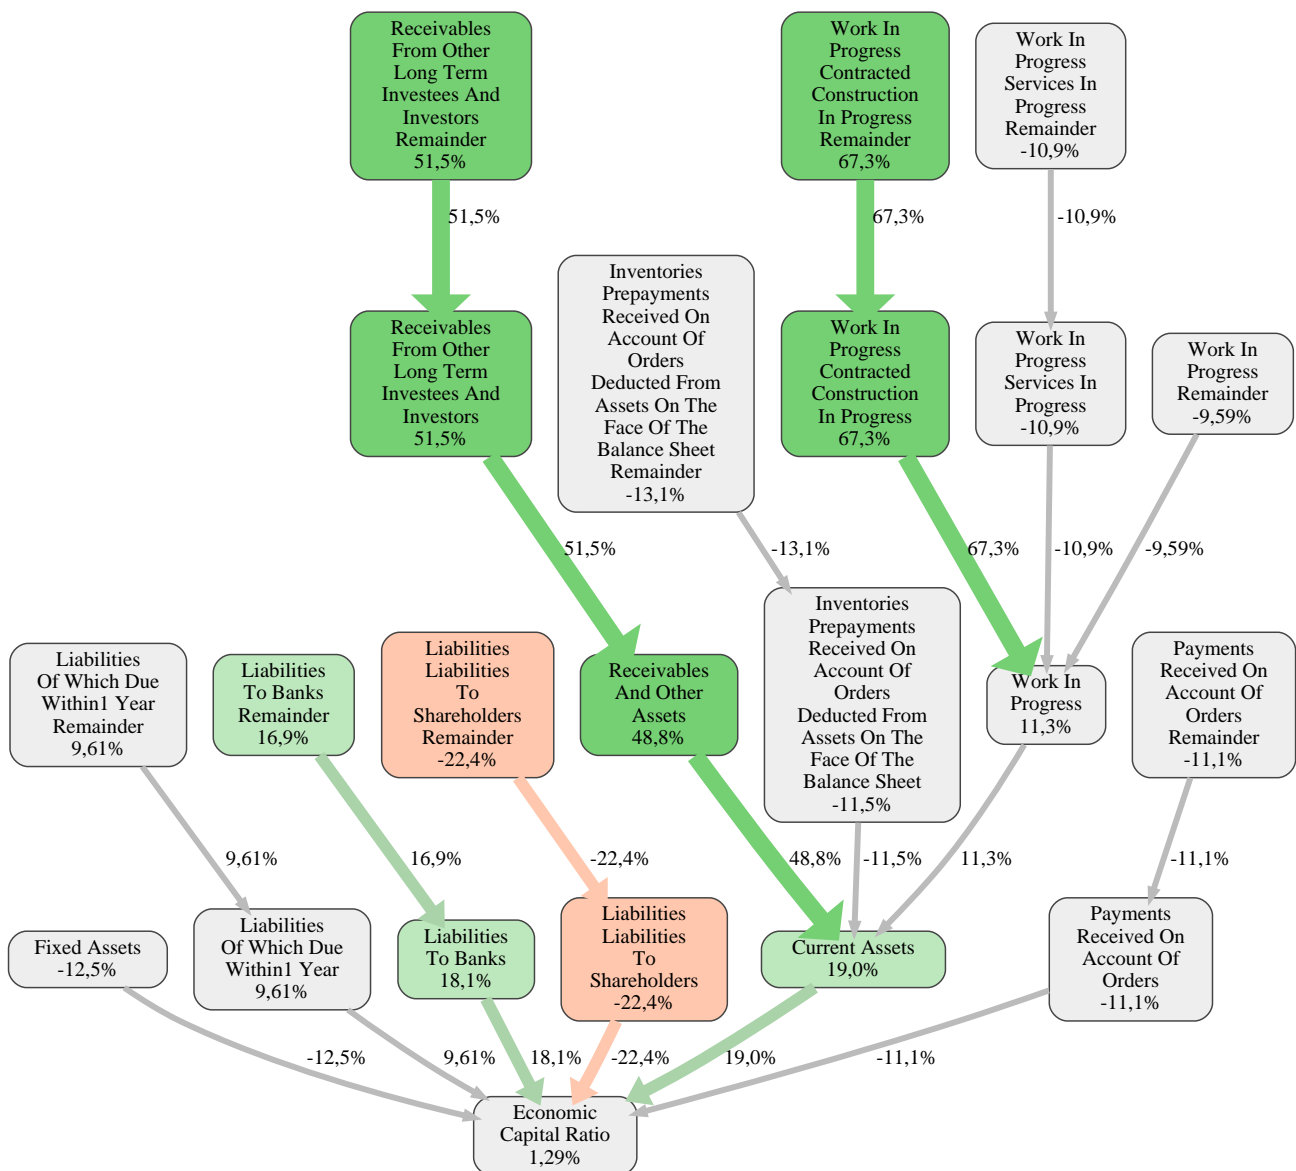 Receivables
From Other
Long Term
Investees And
Investors
Remainder
51,5%
Work In
Progress
Contracted
Construction
In Progress
Remainder
67,3%
Work In
Progress
Services In
Progress
Remainder
-10,9%
51,5%
67,3%
-10,9%
Inventories
Prepayments
Received On
Account Of
Orders
Deducted From
Assets On The
Face Of The
Balance Sheet
Remainder
-13,1%
Receivables
From Other
Long Term
Investees And
Investors
51,5%
Work In
Progress
Contracted
Construction
In Progress
67,3%
Work In
Progress
Services In
Progress
-10,9%
Work In
Progress
Remainder
-9,59%
51,5%
-13,1%
67,3%
-10,9%
-9,59%
Liabilities
Of Which Due
Within1 Year
Remainder
9,61%
Liabilities
To Banks
Remainder
16,9%
Liabilities
Liabilities
To
Shareholders
Remainder
-22,4%
Receivables
And Other
Assets
48,8%
Inventories
Prepayments
Received On
Account Of
Orders
Deducted From
Assets On The
Face Of The
Balance Sheet
-11,5%
Work In
Progress
11,3%
Payments
Received On
Account Of
Orders
Remainder
-11,1%
9,61%
16,9%
-22,4%
48,8%
-11,5%
11,3%
-11,1%
Fixed Assets
-12,5%
Liabilities
Of Which Due
Within1 Year
9,61%
Liabilities
To Banks
18,1%
Liabilities
Liabilities
To
Shareholders
-22,4%
Current Assets
19,0%
Payments
Received On
Account Of
Orders
-11,1%
-12,5%
9,61%
18,1%
-22,4%
19,0%
-11,1%
Economic
Capital Ratio
1,29%